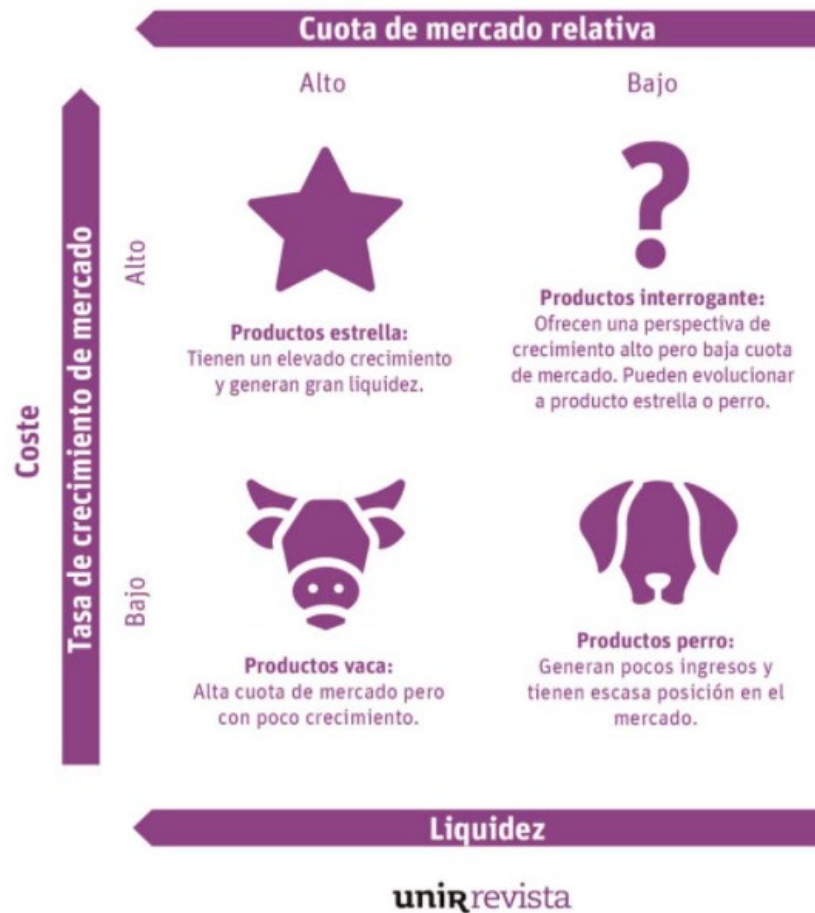 Cuota de mercado relativa
Alto
Bajo
Coste
Tasa de crecimiento de mercado
Alto
?
Productos estrella:
Tienen un elevado crecimiento
y generan gran liquidez.
Productos interrogante:
Ofrecen una perspectiva de
crecimiento alto pero baja cuota
de mercado. Pueden evolucionar
a producto estrella o perro.
Bajo
Productos vaca:
Alta cuota de mercado pero
con poco crecimiento.
Productos perro:
Generan pocos ingresos y
tienen escasa posición en el
mercado.
Liquidez
unirrevista